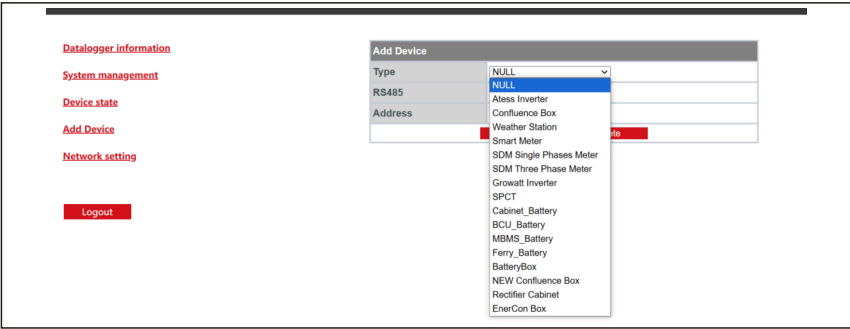 Datalogger information
System management
Device state
Add Device
Network setting
Logout
Add Device
Type NULL
RS485
Address
NULL
Atess Inverter
Confluence Box
Weather Station
Smart Meter
SDM Single Phases Meter
SDM Three Phase Meter
Growatt Inverter
SPCT
Cabinet_Battery
BCU_Battery
MBMS_Battery
Ferry_Battery
BatteryBox
NEW Confluence Box
Rectifier Cabinet
EnerCon Box